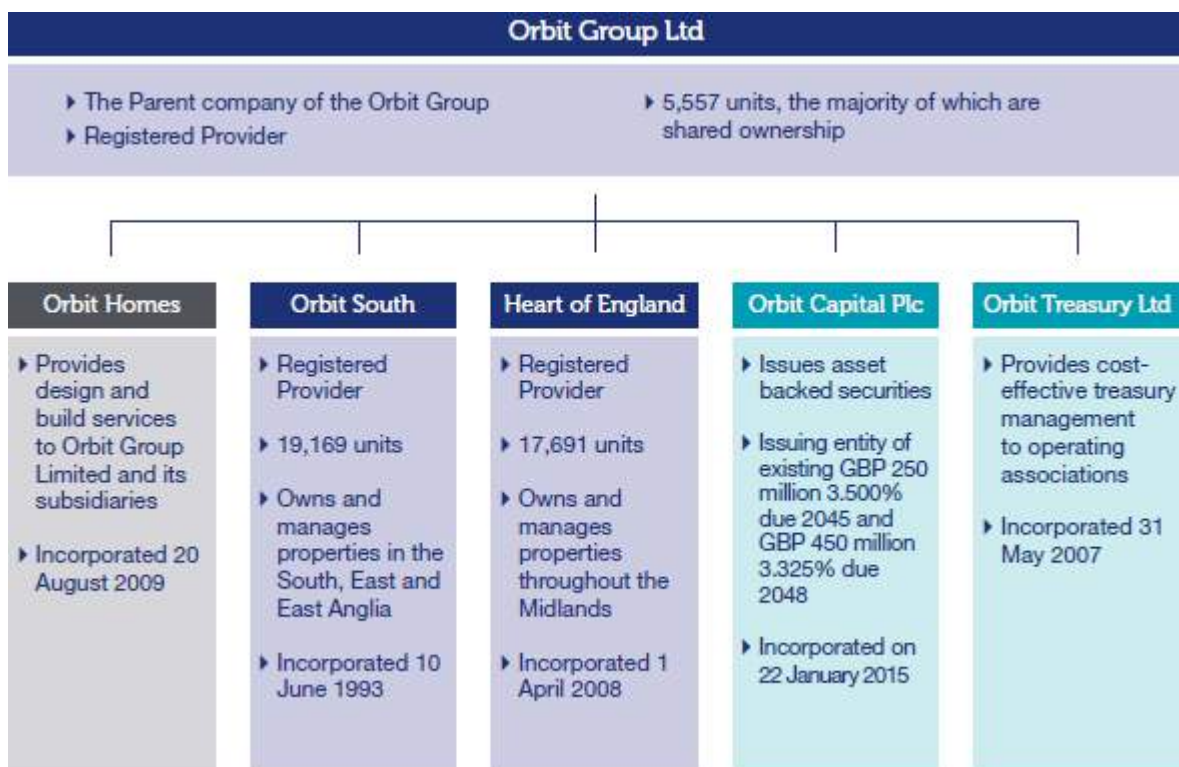 Orbit Group Ltd
The Parent company of the Orbit Group
Registered Provider
5,557 units, the majority of which are
shared ownership
Orbit Homes
Provides
design and
build services
to Orbit Group
Limited and its
subsidiaries
Incorporated 20
August 2009
Orbit South
Registered
Provider
19,169 units
Owns and
manages
properties in the
South, East and
East Anglia
Incorporated 10
June 1993
Heart of England
Registered
Provider
17,691 units
Owns and
manages
properties
throughout the
Midlands
Incorporated 1
April 2008
Orbit Capital Plc
Issues asset
backed securities
Issuing entity of
existing GBP 250
million 3.500%
due 2045 and
GBP 450 million
3.325% due
2048
Incorporated on
22 January 2015
Orbit Treasury Ltd
Provides cost-
effective treasury
management
to operating
associations
Incorporated 31
May 2007